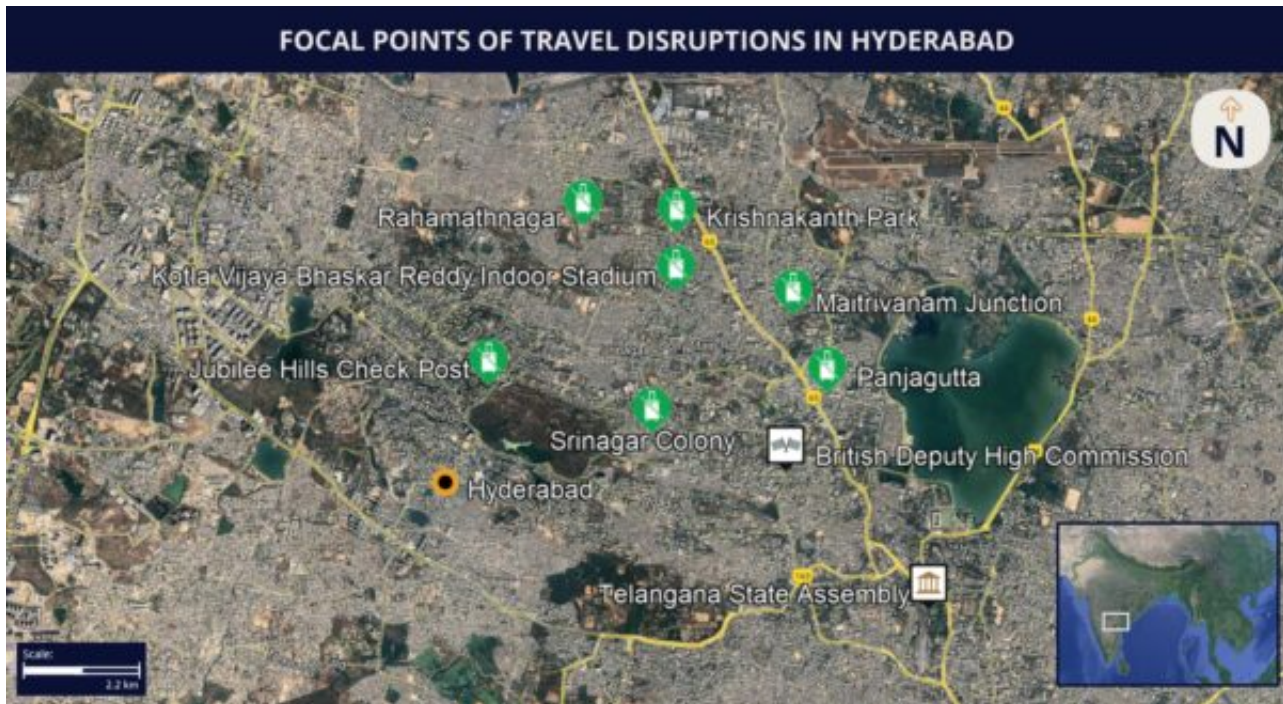 FOCAL POINTS OF TRAVEL DISRUPTIONS IN HYDERABAD
N
44
Rahamathnagar
Krishnakanth Park
Kotla Vijaya Bhaskar Reddy Indoor Stadium
Maitrivanam Junction
Jubilee Hills Check Post
Panjagutta
Srinagar Colony
British Deputy High Commission
Hyderabad
Telangana State Assembly
Scale:
2.2 km